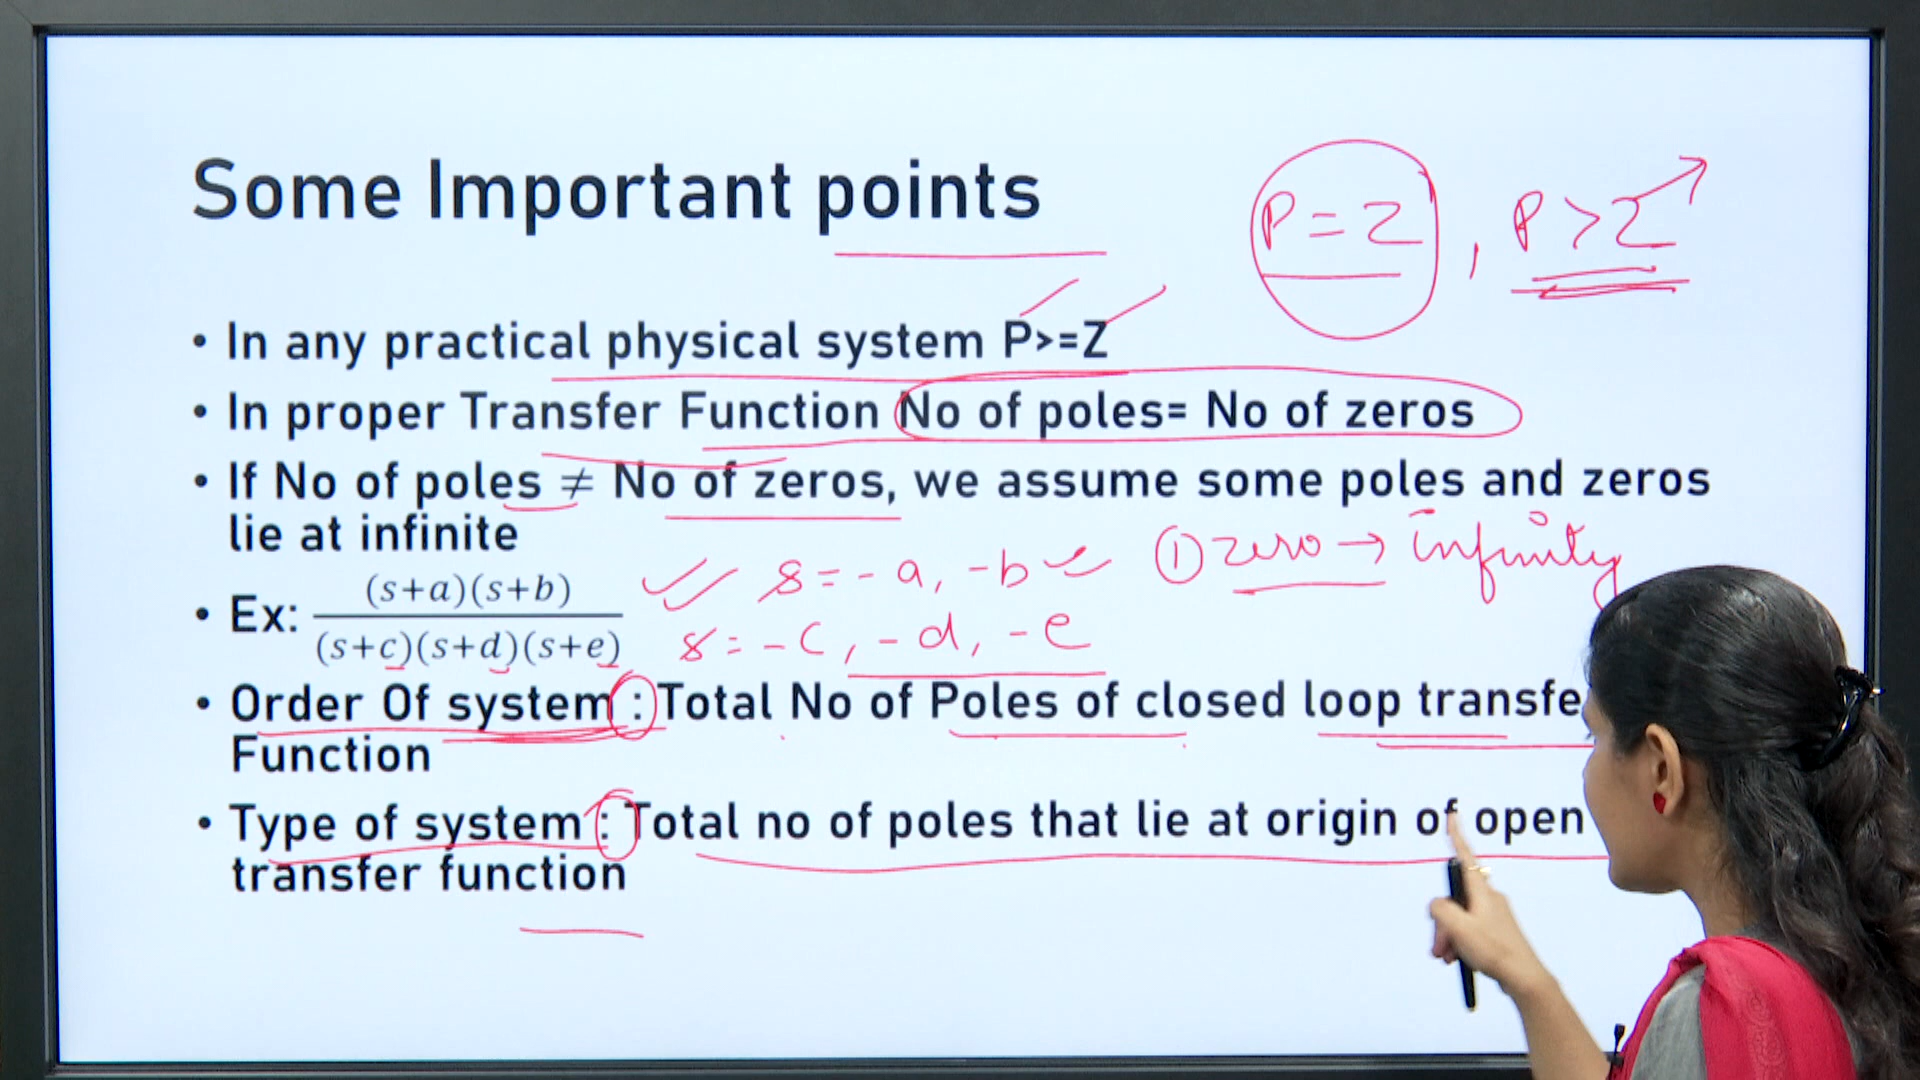 Some Important points
P = Z , P > Z
• In any practical physical system P>=Z
• In proper Transfer Function No of poles= No of zeros
• If No of poles ≠ No of zeros, we assume some poles and zeros
lie at infinite
s = - a, - b ① zero → infinity
• Ex: (s+a)(s+b)
(s+c)(s+d)(s+e)
s = - c, - d, - e
• Order Of system : Total No of Poles of closed loop transfe
Function
• Type of system : Total no of poles that lie at origin of open
transfer function